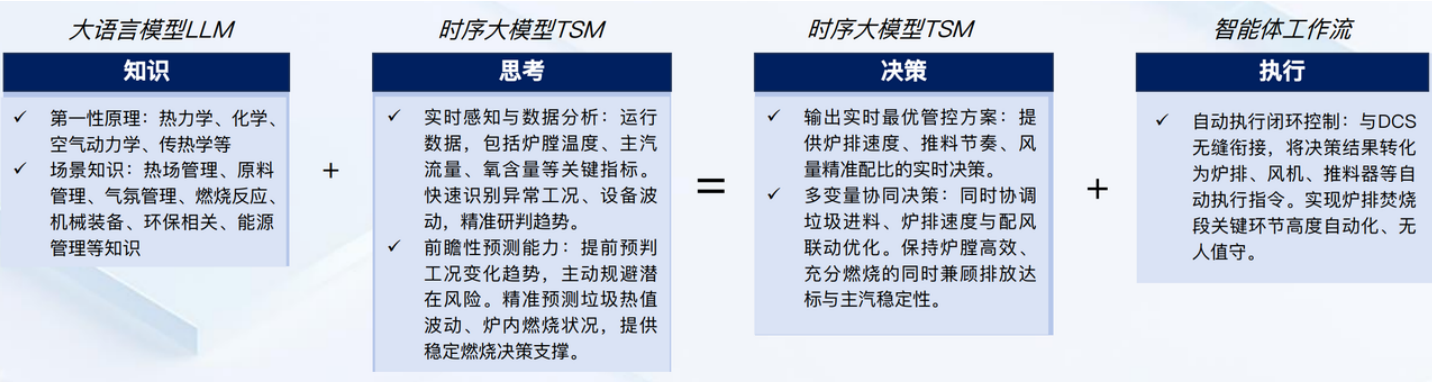 大语言模型LLM
知识
✓ 第一性原理：热力学、化学、
空气动力学、传热学等
✓ 场景知识：热场管理、原料
管理、气氛管理、燃烧反应、
机械装备、环保相关、能源
管理等知识
+
时序大模型TSM
思考
✓ 实时感知与数据分析：运行
数据，包括炉膛温度、主汽
流量、氧含量等关键指标。
快速识别异常工况、设备波
动，精准研判趋势。
✓ 前瞻性预测能力：提前预判
工况变化趋势，主动规避潜
在风险。精准预测垃圾热值
波动、炉内燃烧状况，提供
稳定燃烧决策支撑。
=
时序大模型TSM
决策
✓ 输出实时最优管控方案：提
供炉排速度、推料节奏、风
量精准配比的实时决策。
✓ 多变量协同决策：同时协调
垃圾进料、炉排速度与配风
联动优化。保持炉膛高效、
充分燃烧的同时兼顾排放达
标与主汽稳定性。
+
智能体工作流
执行
✓ 自动执行闭环控制：与DCS
无缝衔接，将决策结果转化
为炉排、风机、推料器等自
动执行指令。实现炉排焚烧
段关键环节高度自动化、无
人值守。